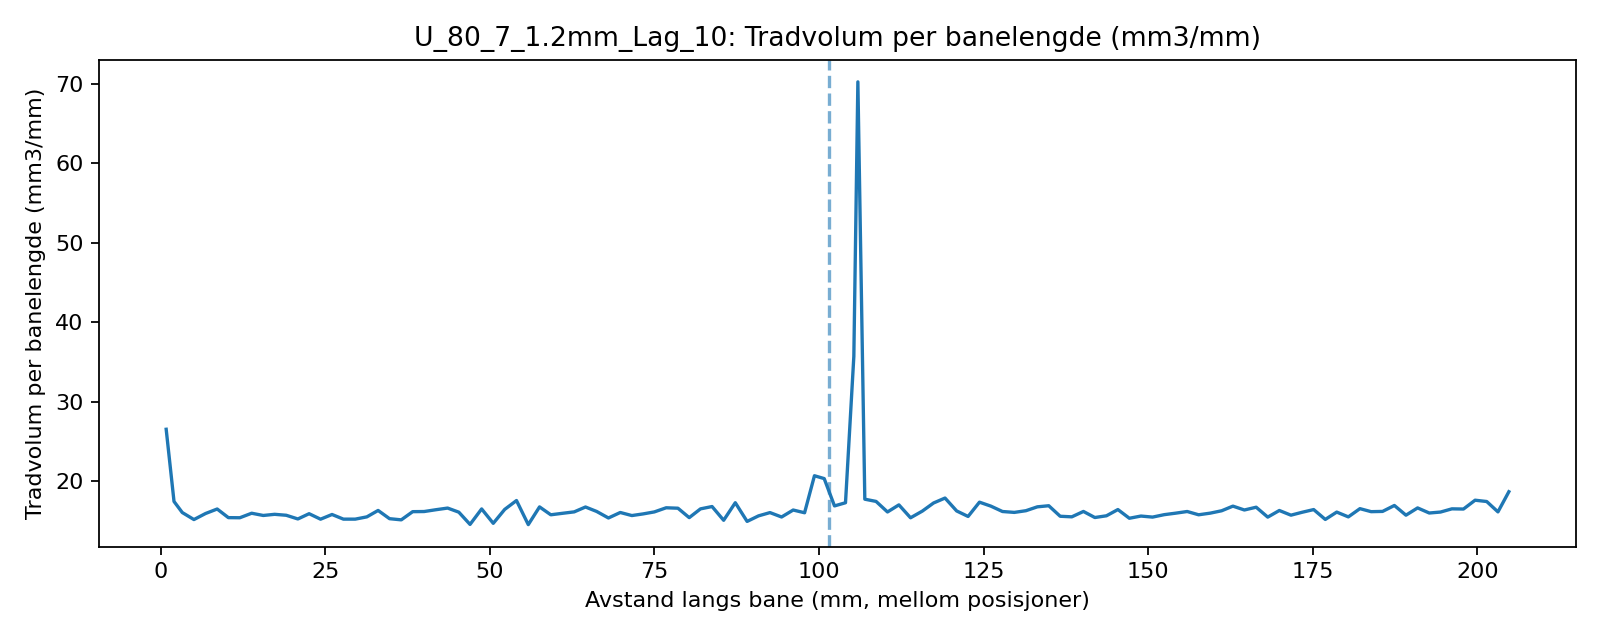 U_80_7_1.2mm_Lag_10: Tradvolum per banelengde (mm3/mm)
Tradvolum per banelengde (mm3/mm)
70
60
50
40
30
20
0 25 50 75 100 125 150 175 200
Avstand langs bane (mm, mellom posisjoner)